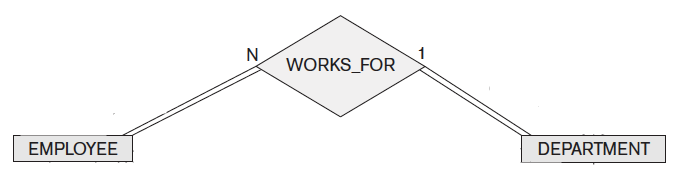 N
1
WORKS_FOR
EMPLOYEE
DEPARTMENT